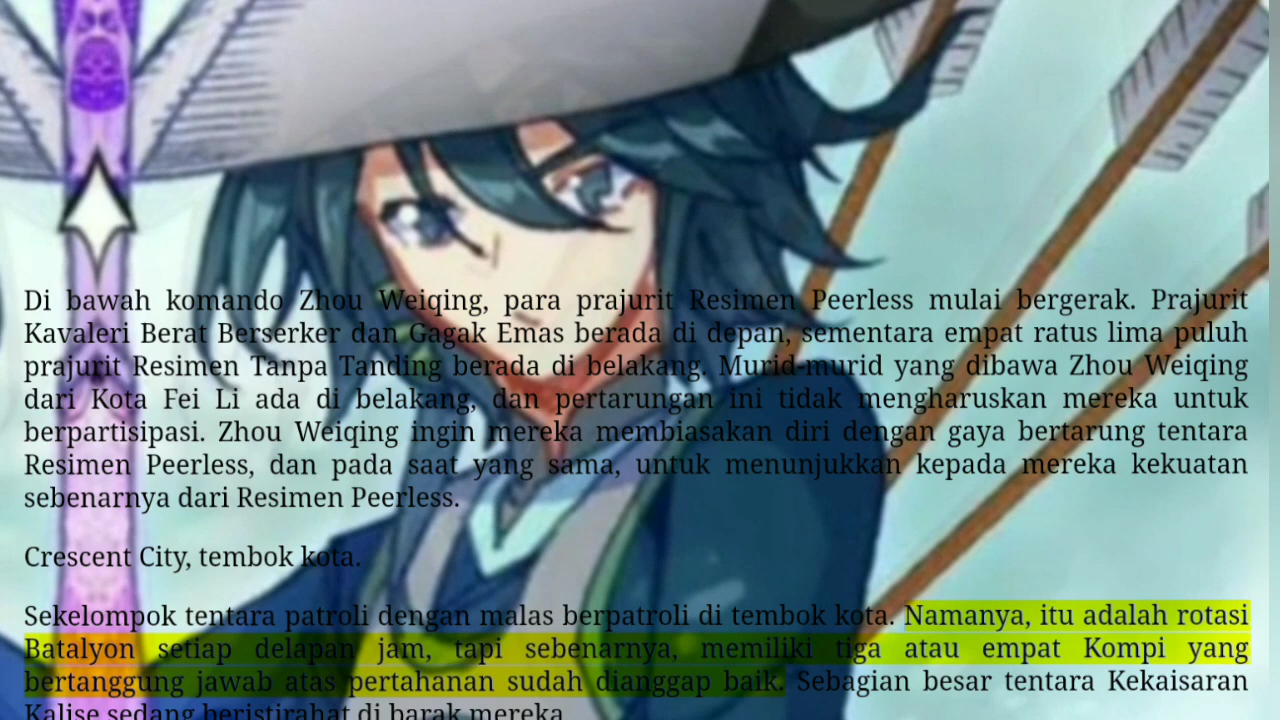 Di bawah komando Zhou Weiqing, para prajurit Resimen Peerless mulai bergerak. Prajurit
Kavaleri Berat Berserker dan Gagak Emas berada di depan, sementara empat ratus lima puluh
prajurit Resimen Tanpa Tanding berada di belakang. Murid-murid yang dibawa Zhou Weiqing
dari Kota Fei Li ada di belakang, dan pertarungan ini tidak mengharuskan mereka untuk
berpartisipasi. Zhou Weiqing ingin mereka membiasakan diri dengan gaya bertarung tentara
Resimen Peerless, dan pada saat yang sama, untuk menunjukkan kepada mereka kekuatan
sebenarnya dari Resimen Peerless.
Crescent City, tembok kota.
Sekelompok tentara patroli dengan malas berpatroli di tembok kota. Namanya, itu adalah rotasi
Batalyon setiap delapan jam, tapi sebenarnya, memiliki tiga atau empat Kompi yang
bertanggung jawab atas pertahanan sudah dianggap baik. Sebagian besar tentara Kekaisaran
Kalise sedang beristirahat di barak mereka